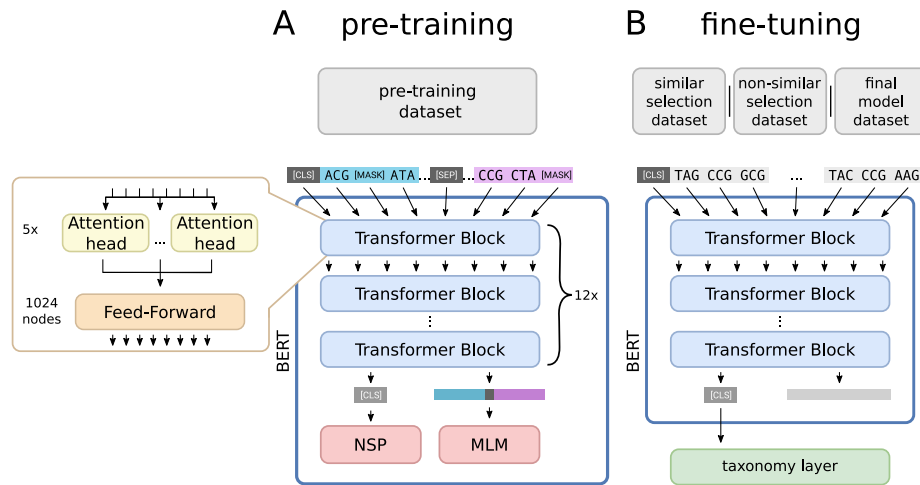 A pre-training
B fine-tuning
pre-training
dataset
similar
selection
dataset
non-similar
selection
dataset
final
model
dataset
[CLS] ACG [MASK] ATA ... [SEP] ... CCG CTA [MASK]
[CLS] TAG CCG GCG ... TAC CCG AAG
5x
Attention
head
...
Attention
head
1024
nodes
Feed-Forward
BERT
Transformer Block
Transformer Block
...
Transformer Block
12x
[CLS]
NSP
MLM
BERT
Transformer Block
Transformer Block
...
Transformer Block
[CLS]
taxonomy layer